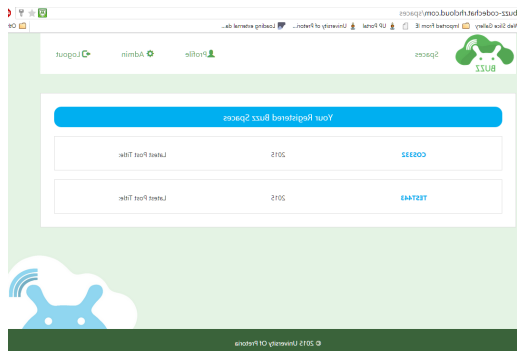 buzz-codebeat.rhcloud.com/spaces
Web Slice Gallery Imported From IE UP Portal University of Pretori... Loading external da...
BUZZ Spaces Profile Admin Logout
Your Registered Buzz Spaces
COS332 2015 Latest Post Title:
TEST443 2015 Latest Post Title:
© 2015 University Of Pretoria